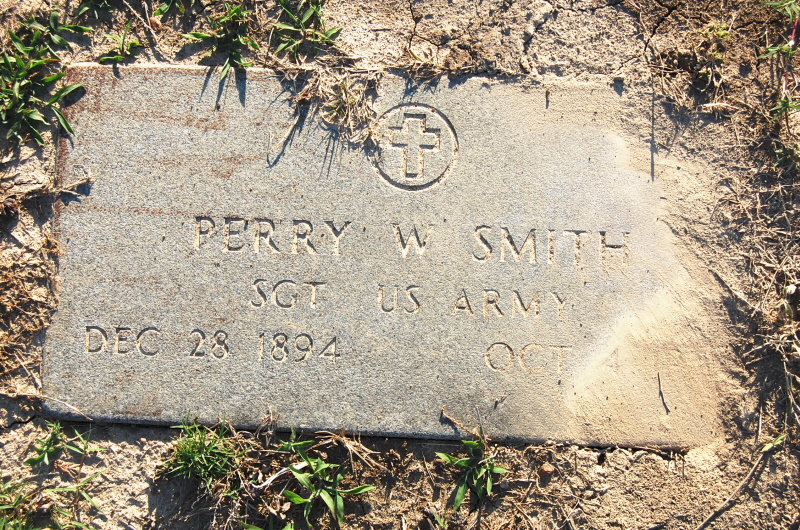 PERRY W SMITH
SGT US ARMY
DEC 28 1894 OCT